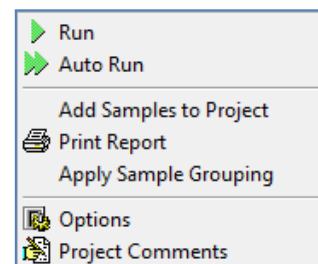 Run
Auto Run
Add Samples to Project
Print Report
Apply Sample Grouping
Options
Project Comments